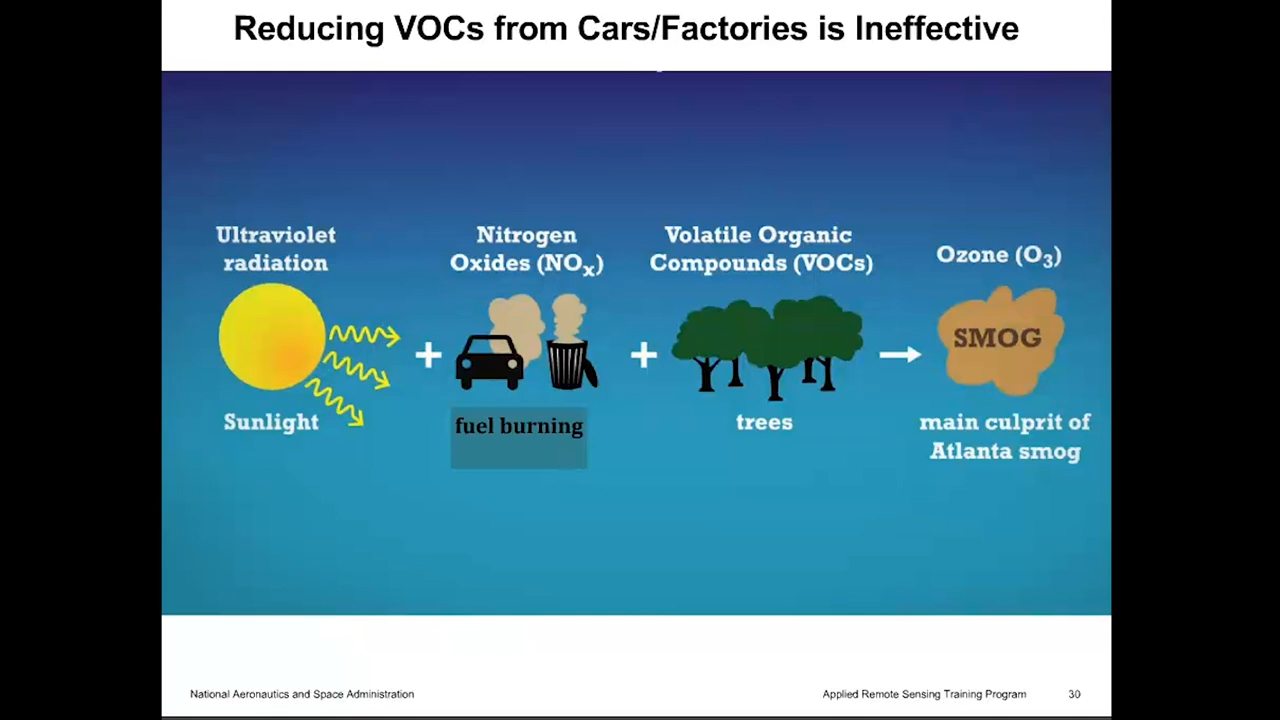 Reducing VOCs from Cars/Factories is Ineffective
Ultraviolet
radiation
Nitrogen
Oxides (NOx)
Volatile Organic
Compounds (VOCs)
Ozone (O3)
SMOG
Sunlight
fuel burning
trees
main culprit of
Atlanta smog
National Aeronautics and Space Administration
Applied Remote Sensing Training Program
30